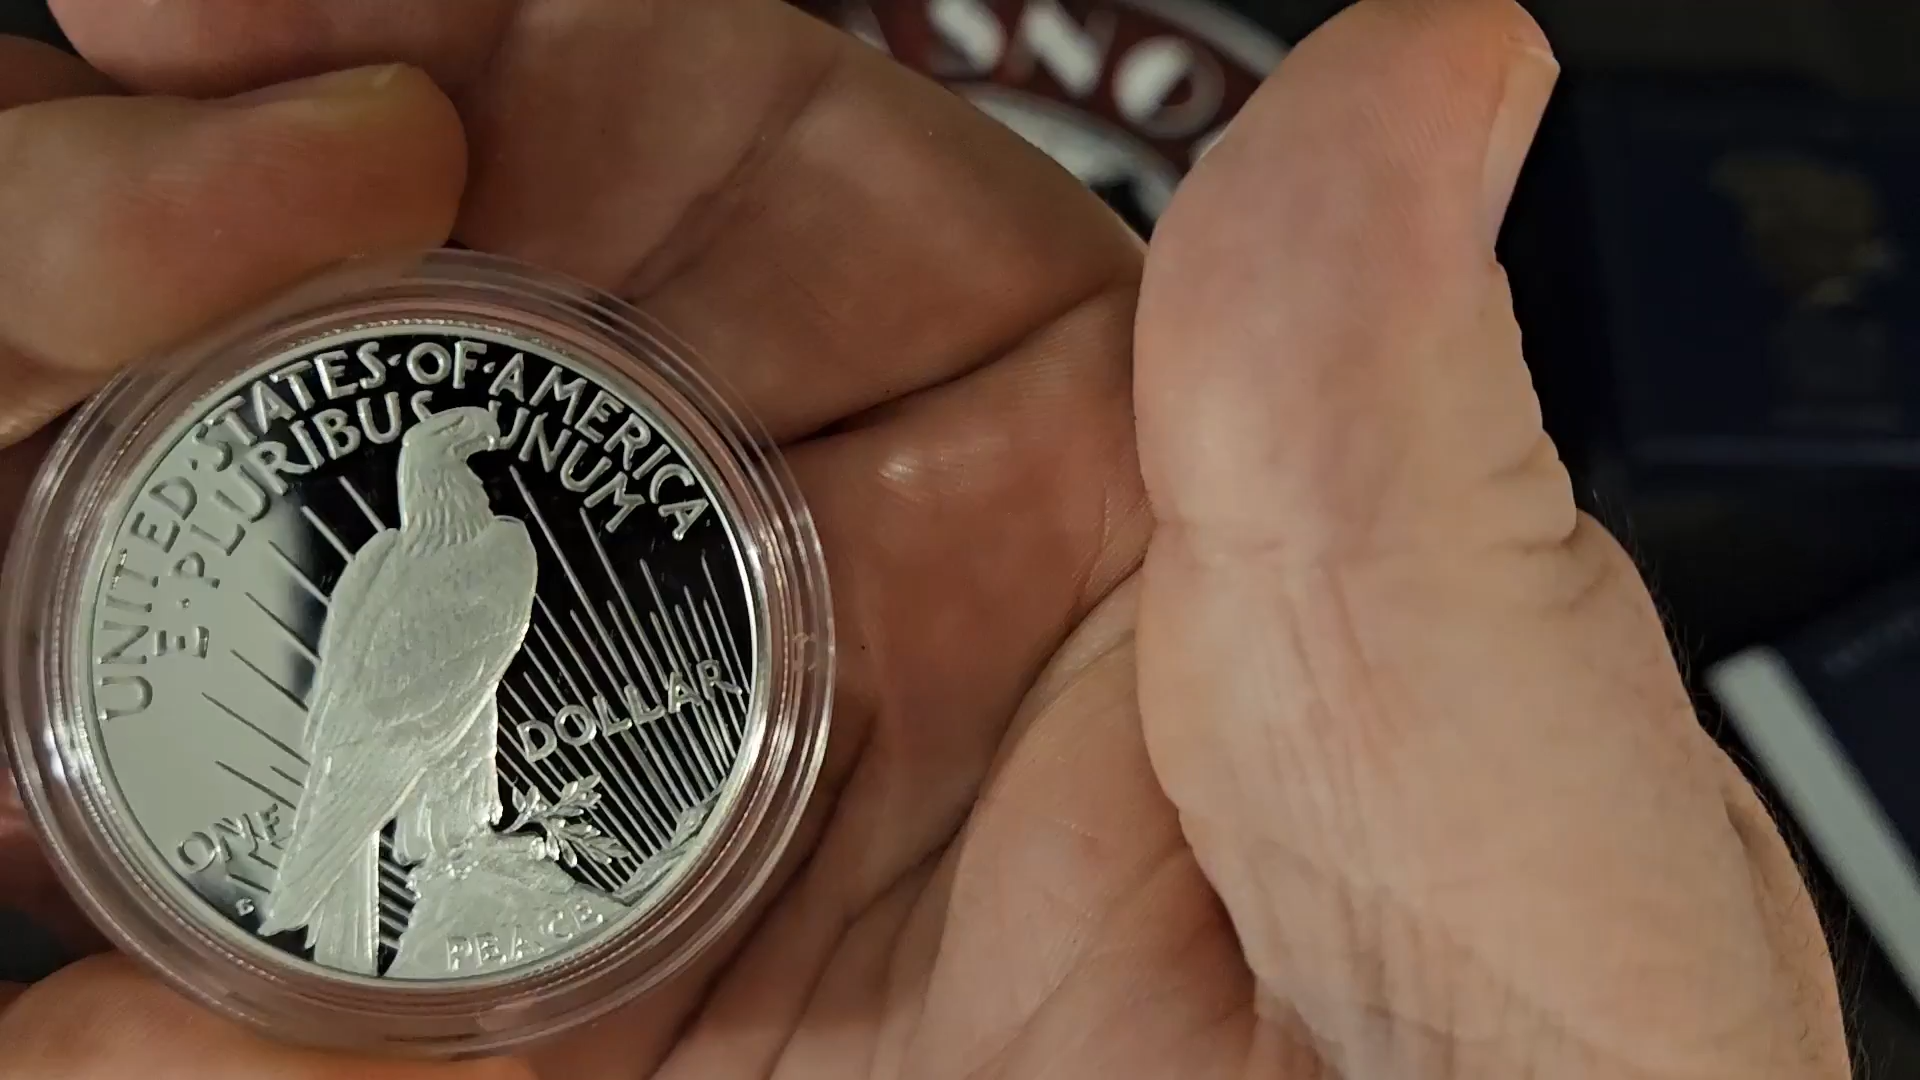 UNITED·STATES·OF·AMERICA
E·PLURIBUS UNUM
ONE DOLLAR
S
PEACE